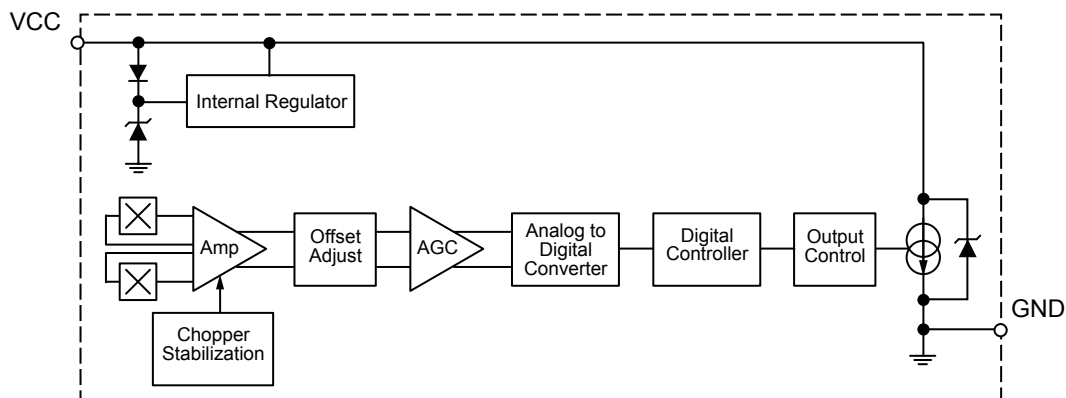 VCC
Internal Regulator
Amp
Offset
Adjust
AGC
Analog to
Digital
Converter
Digital
Controller
Output
Control
GND
Chopper
Stabilization